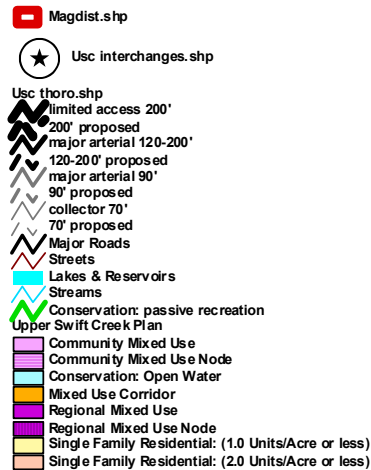 Magdist.shp
Usc interchanges.shp
Usc thoro.shp
limited access 200'
200' proposed
major arterial 120-200'
120-200' proposed
major arterial 90'
90' proposed
collector 70'
70' proposed
Major Roads
Streets
Lakes & Reservoirs
Streams
Conservation: passive recreation
Upper Swift Creek Plan
Community Mixed Use
Community Mixed Use Node
Conservation: Open Water
Mixed Use Corridor
Regional Mixed Use
Regional Mixed Use Node
Single Family Residential: (1.0 Units/Acre or less)
Single Family Residential: (2.0 Units/Acre or less)